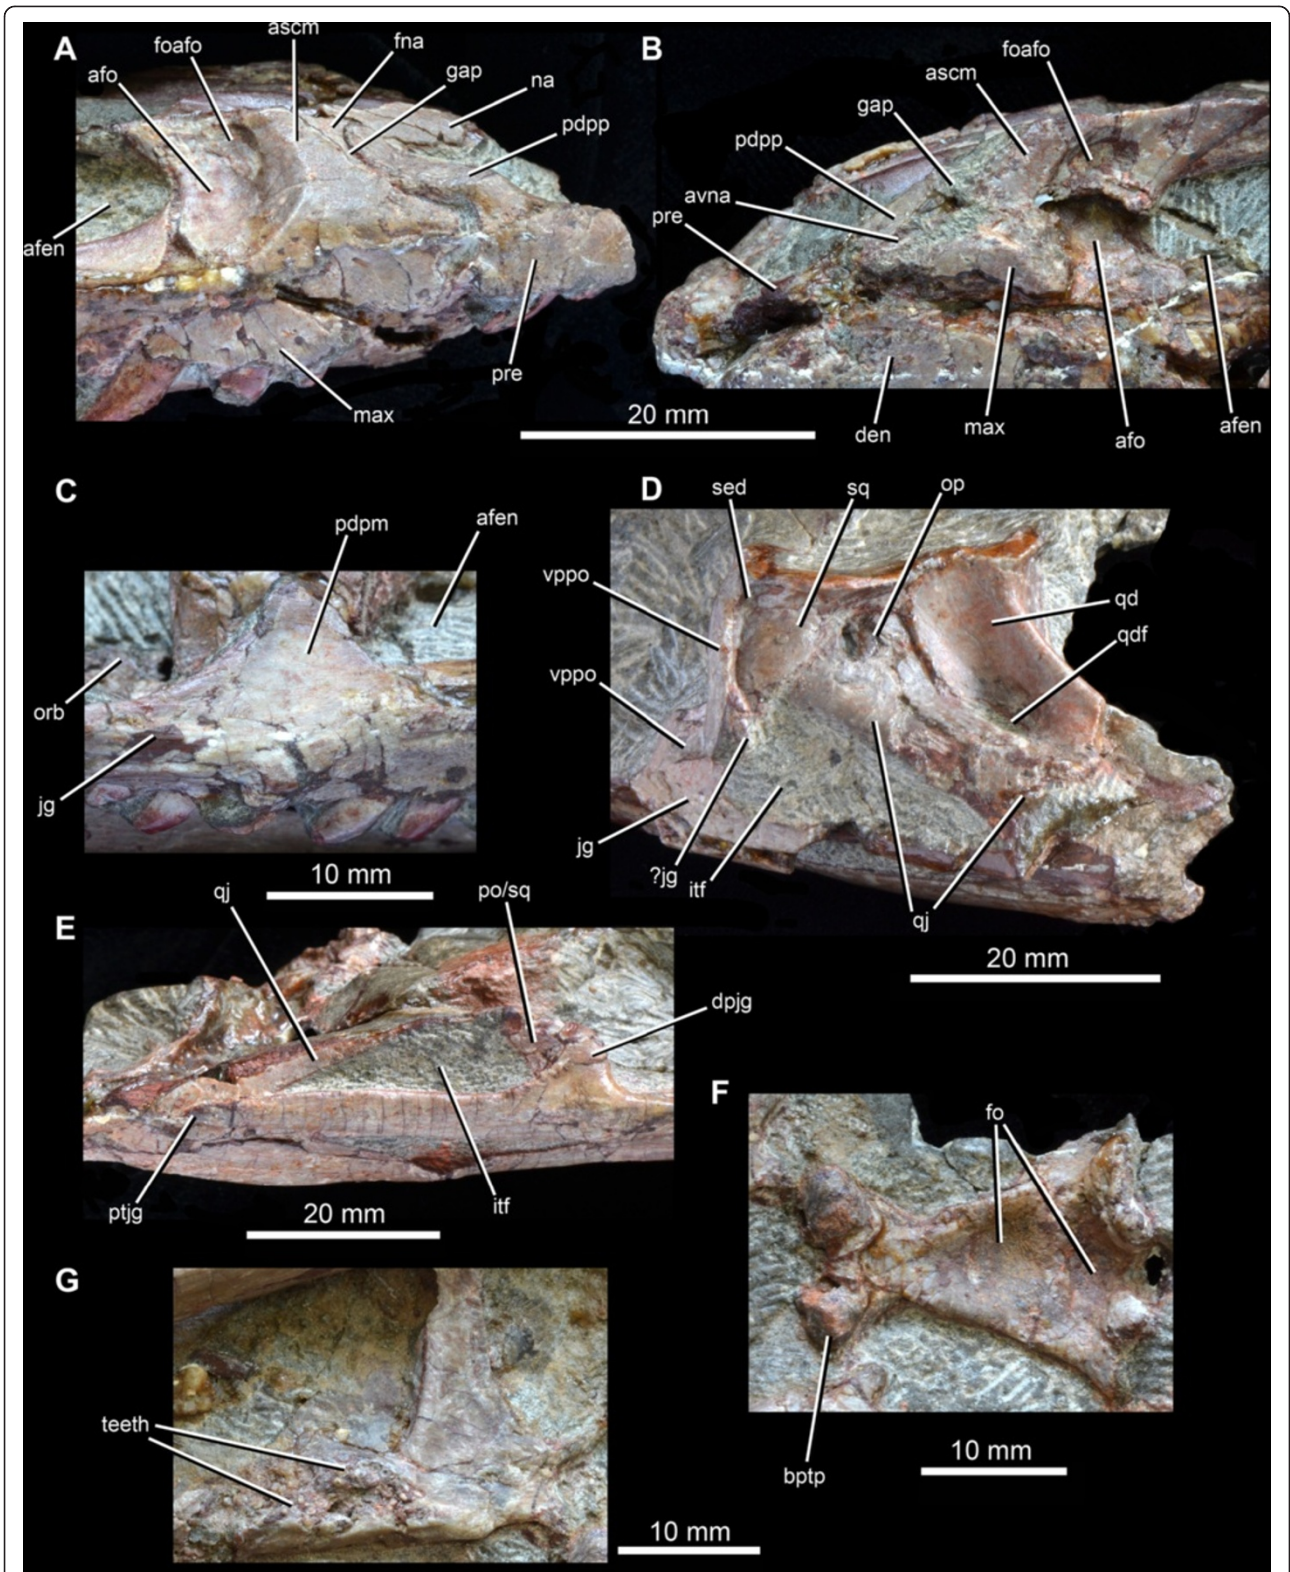 A
foafo
ascm
fna
afo
gap
na
pdpp
afen
pre
max
20 mm
B
foafo
ascm
gap
pdpp
avna
pre
den
max
afo
afen
C
pdpm
afen
orb
jg
10 mm
D
sed
sq
op
vppo
qd
qdf
vppo
jg
?jg
itf
qj
20 mm
E
qj
po/sq
dpjg
ptjg
itf
20 mm
F
fo
bptp
10 mm
G
teeth
10 mm